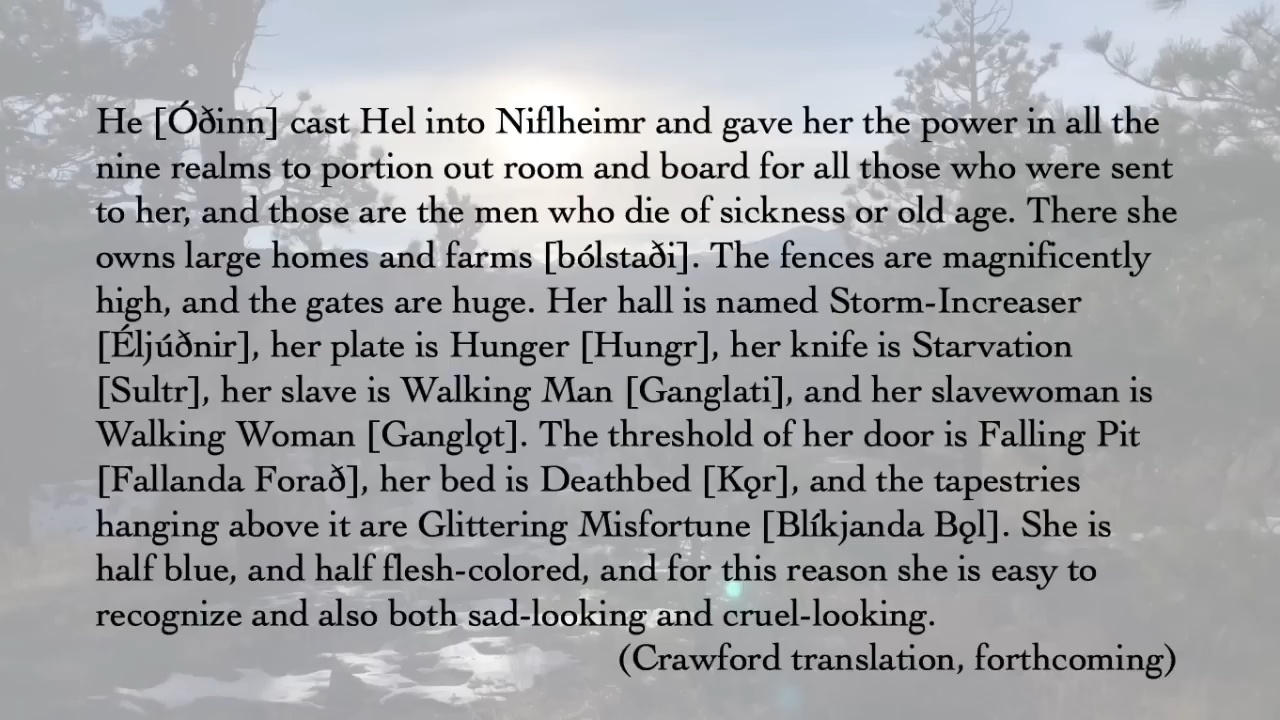 He [Óðinn] cast Hel into Niflheimr and gave her the power in all the
nine realms to portion out room and board for all those who were sent
to her, and those are the men who die of sickness or old age. There she
owns large homes and farms [bólstaði]. The fences are magnificently
high, and the gates are huge. Her hall is named Storm-Increaser
[Éljúðnir], her plate is Hunger [Hungr], her knife is Starvation
[Sultr], her slave is Walking Man [Ganglati], and her slavewoman is
Walking Woman [Ganglǫt]. The threshold of her door is Falling Pit
[Fallanda Forað], her bed is Deathbed [Kǫr], and the tapestries
hanging above it are Glittering Misfortune [Blíkjanda Bǫl]. She is
half blue, and half flesh-colored, and for this reason she is easy to
recognize and also both sad-looking and cruel-looking.
(Crawford translation, forthcoming)